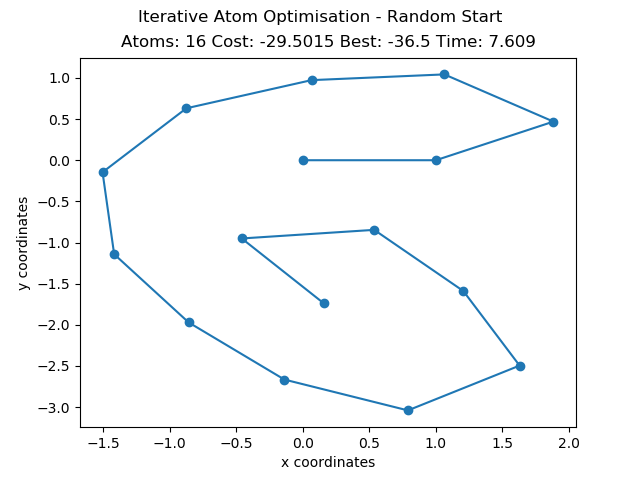 Iterative Atom Optimisation - Random Start
Atoms: 16 Cost: -29.5015 Best: -36.5 Time: 7.609
1.0
0.5
0.0
−0.5
−1.0
−1.5
−2.0
−2.5
−3.0
y coordinates
−1.5 −1.0 −0.5 0.0 0.5 1.0 1.5 2.0
x coordinates